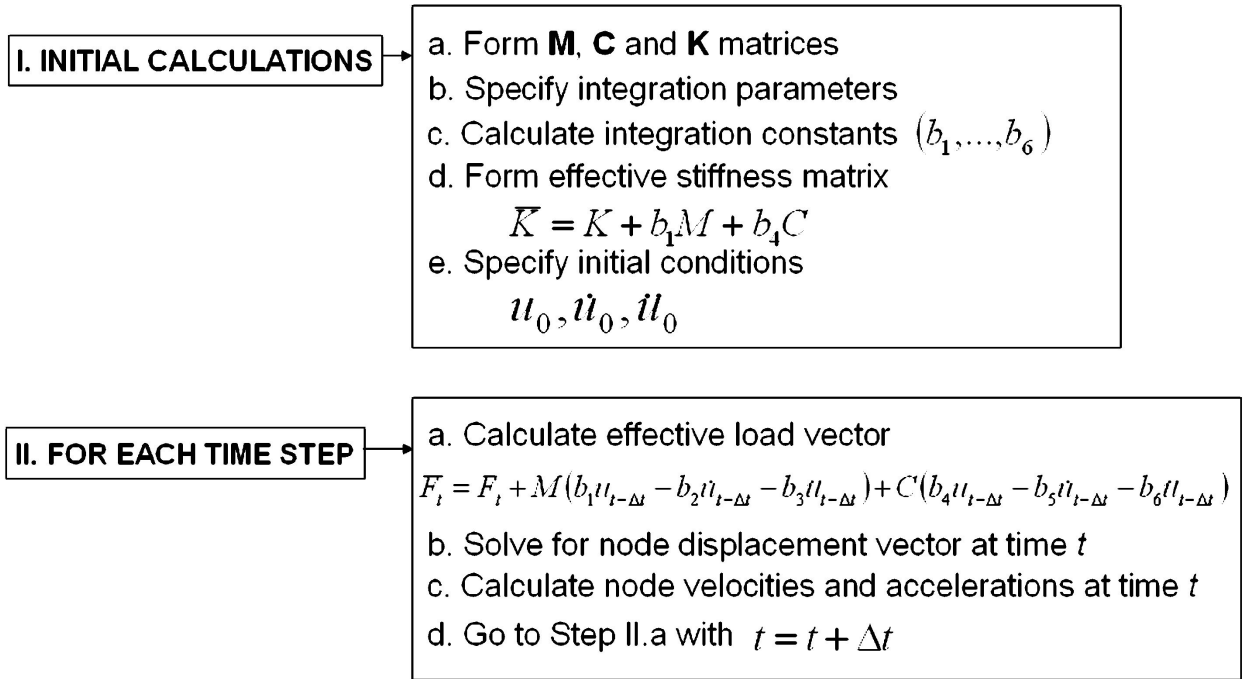 I. INITIAL CALCULATIONS
a. Form M, C and K matrices
b. Specify integration parameters
c. Calculate integration constants (b₁,...,b₆)
d. Form effective stiffness matrix
K̅ = K + b₁M + b₄C
e. Specify initial conditions
u₀, u̇₀, ü₀
II. FOR EACH TIME STEP
a. Calculate effective load vector
F̅ₜ = Fₜ + M(b₁uₜ₋Δₜ − b₂u̇ₜ₋Δₜ − b₃üₜ₋Δₜ) + C(b₄uₜ₋Δₜ − b₅u̇ₜ₋Δₜ − b₆üₜ₋Δₜ)
b. Solve for node displacement vector at time t
c. Calculate node velocities and accelerations at time t
d. Go to Step II.a with t = t + Δt